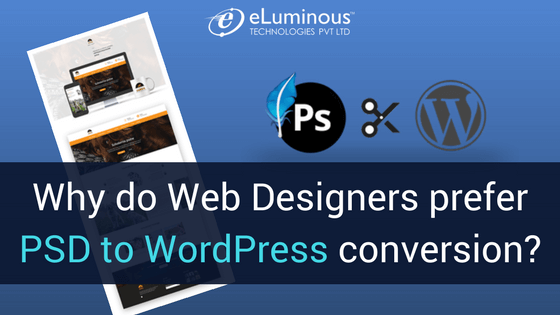 eLuminous™
TECHNOLOGIES PVT LTD
Ps
Why do Web Designers prefer
PSD to WordPress conversion?